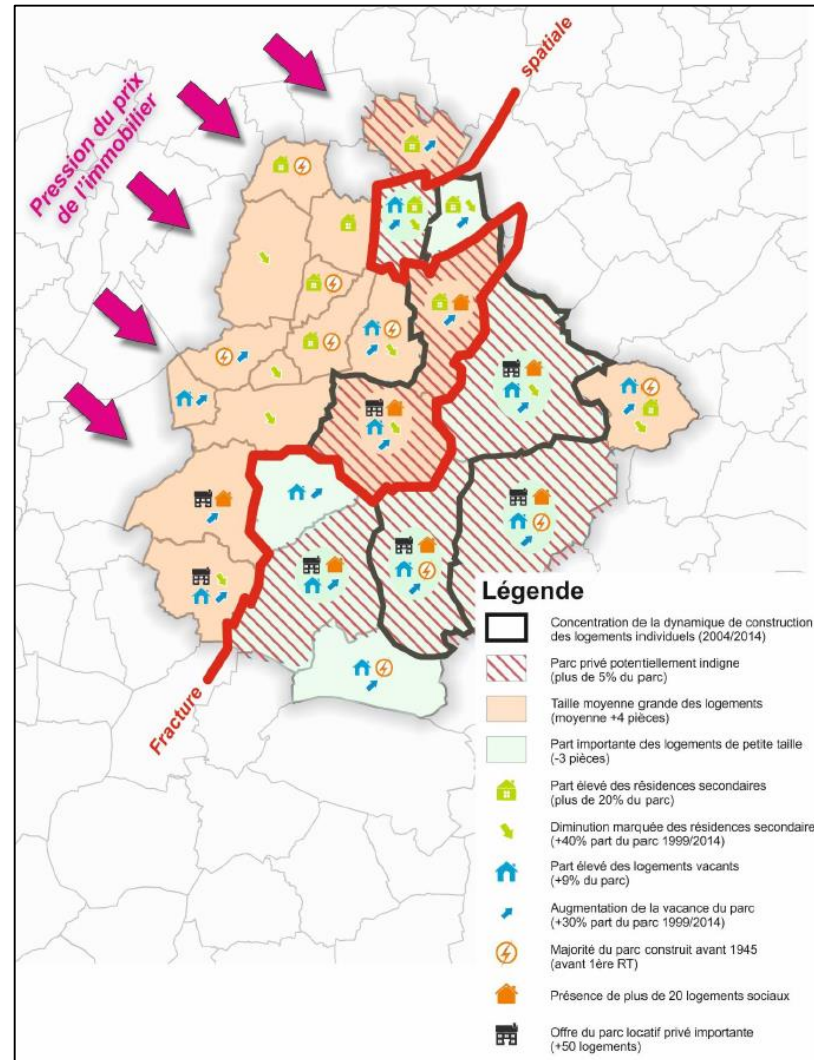 Pression du prix
de l'immobilier
spatiale
Fracture
Légende
Concentration de la dynamique de construction
des logements individuels (2004/2014)
Parc privé potentiellement indigne
(plus de 5% du parc)
Taille moyenne grande des logements
(moyenne +4 pièces)
Part importante des logements de petite taille
(-3 pièces)
Part élevé des résidences secondaires
(plus de 20% du parc)
Diminution marquée des résidences secondaire
(+40% part du parc 1999/2014)
Part élevé des logements vacants
(+9% du parc)
Augmentation de la vacance du parc
(+30% part du parc 1999/2014)
Majorité du parc construit avant 1945
(avant 1ère RT)
Présence de plus de 20 logements sociaux
Offre du parc locatif privé importante
(+50 logements)